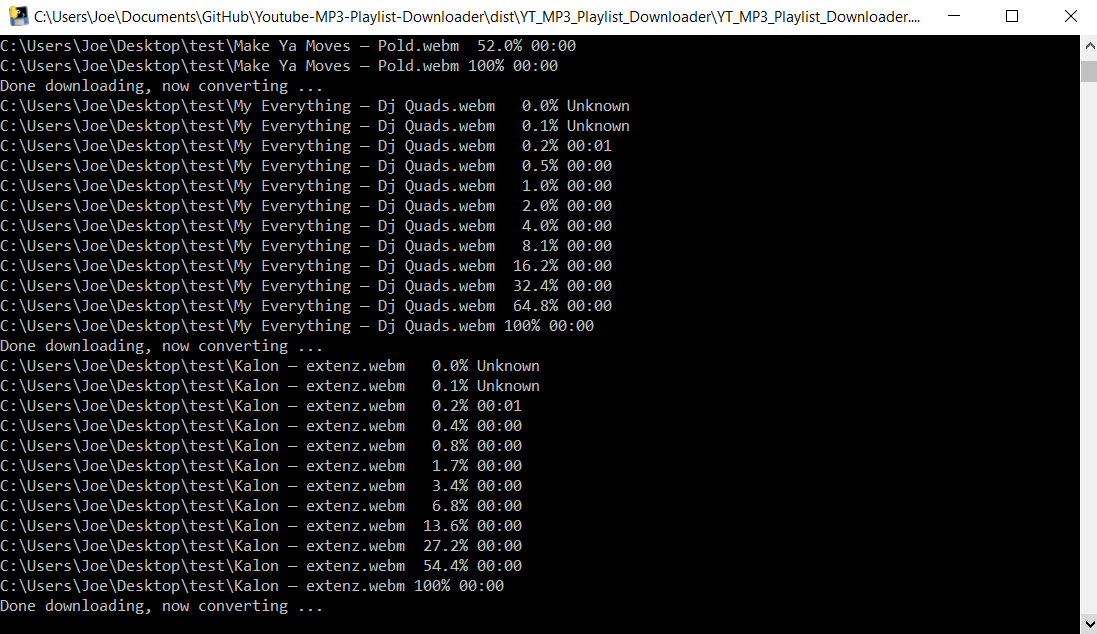 C:\Users\Joe\Documents\GitHub\Youtube-MP3-Playlist-Downloader\dist\YT_MP3_Playlist_Downloader\YT_MP3_Playlist_Downloader....
C:\Users\Joe\Desktop\test\Make Ya Moves – Pold.webm  52.0% 00:00
C:\Users\Joe\Desktop\test\Make Ya Moves – Pold.webm 100% 00:00
Done downloading, now converting ...
C:\Users\Joe\Desktop\test\My Everything – Dj Quads.webm   0.0% Unknown
C:\Users\Joe\Desktop\test\My Everything – Dj Quads.webm   0.1% Unknown
C:\Users\Joe\Desktop\test\My Everything – Dj Quads.webm   0.2% 00:01
C:\Users\Joe\Desktop\test\My Everything – Dj Quads.webm   0.5% 00:00
C:\Users\Joe\Desktop\test\My Everything – Dj Quads.webm   1.0% 00:00
C:\Users\Joe\Desktop\test\My Everything – Dj Quads.webm   2.0% 00:00
C:\Users\Joe\Desktop\test\My Everything – Dj Quads.webm   4.0% 00:00
C:\Users\Joe\Desktop\test\My Everything – Dj Quads.webm   8.1% 00:00
C:\Users\Joe\Desktop\test\My Everything – Dj Quads.webm  16.2% 00:00
C:\Users\Joe\Desktop\test\My Everything – Dj Quads.webm  32.4% 00:00
C:\Users\Joe\Desktop\test\My Everything – Dj Quads.webm  64.8% 00:00
C:\Users\Joe\Desktop\test\My Everything – Dj Quads.webm 100% 00:00
Done downloading, now converting ...
C:\Users\Joe\Desktop\test\Kalon – extenz.webm   0.0% Unknown
C:\Users\Joe\Desktop\test\Kalon – extenz.webm   0.1% Unknown
C:\Users\Joe\Desktop\test\Kalon – extenz.webm   0.2% 00:01
C:\Users\Joe\Desktop\test\Kalon – extenz.webm   0.4% 00:00
C:\Users\Joe\Desktop\test\Kalon – extenz.webm   0.8% 00:00
C:\Users\Joe\Desktop\test\Kalon – extenz.webm   1.7% 00:00
C:\Users\Joe\Desktop\test\Kalon – extenz.webm   3.4% 00:00
C:\Users\Joe\Desktop\test\Kalon – extenz.webm   6.8% 00:00
C:\Users\Joe\Desktop\test\Kalon – extenz.webm  13.6% 00:00
C:\Users\Joe\Desktop\test\Kalon – extenz.webm  27.2% 00:00
C:\Users\Joe\Desktop\test\Kalon – extenz.webm  54.4% 00:00
C:\Users\Joe\Desktop\test\Kalon – extenz.webm 100% 00:00
Done downloading, now converting ...